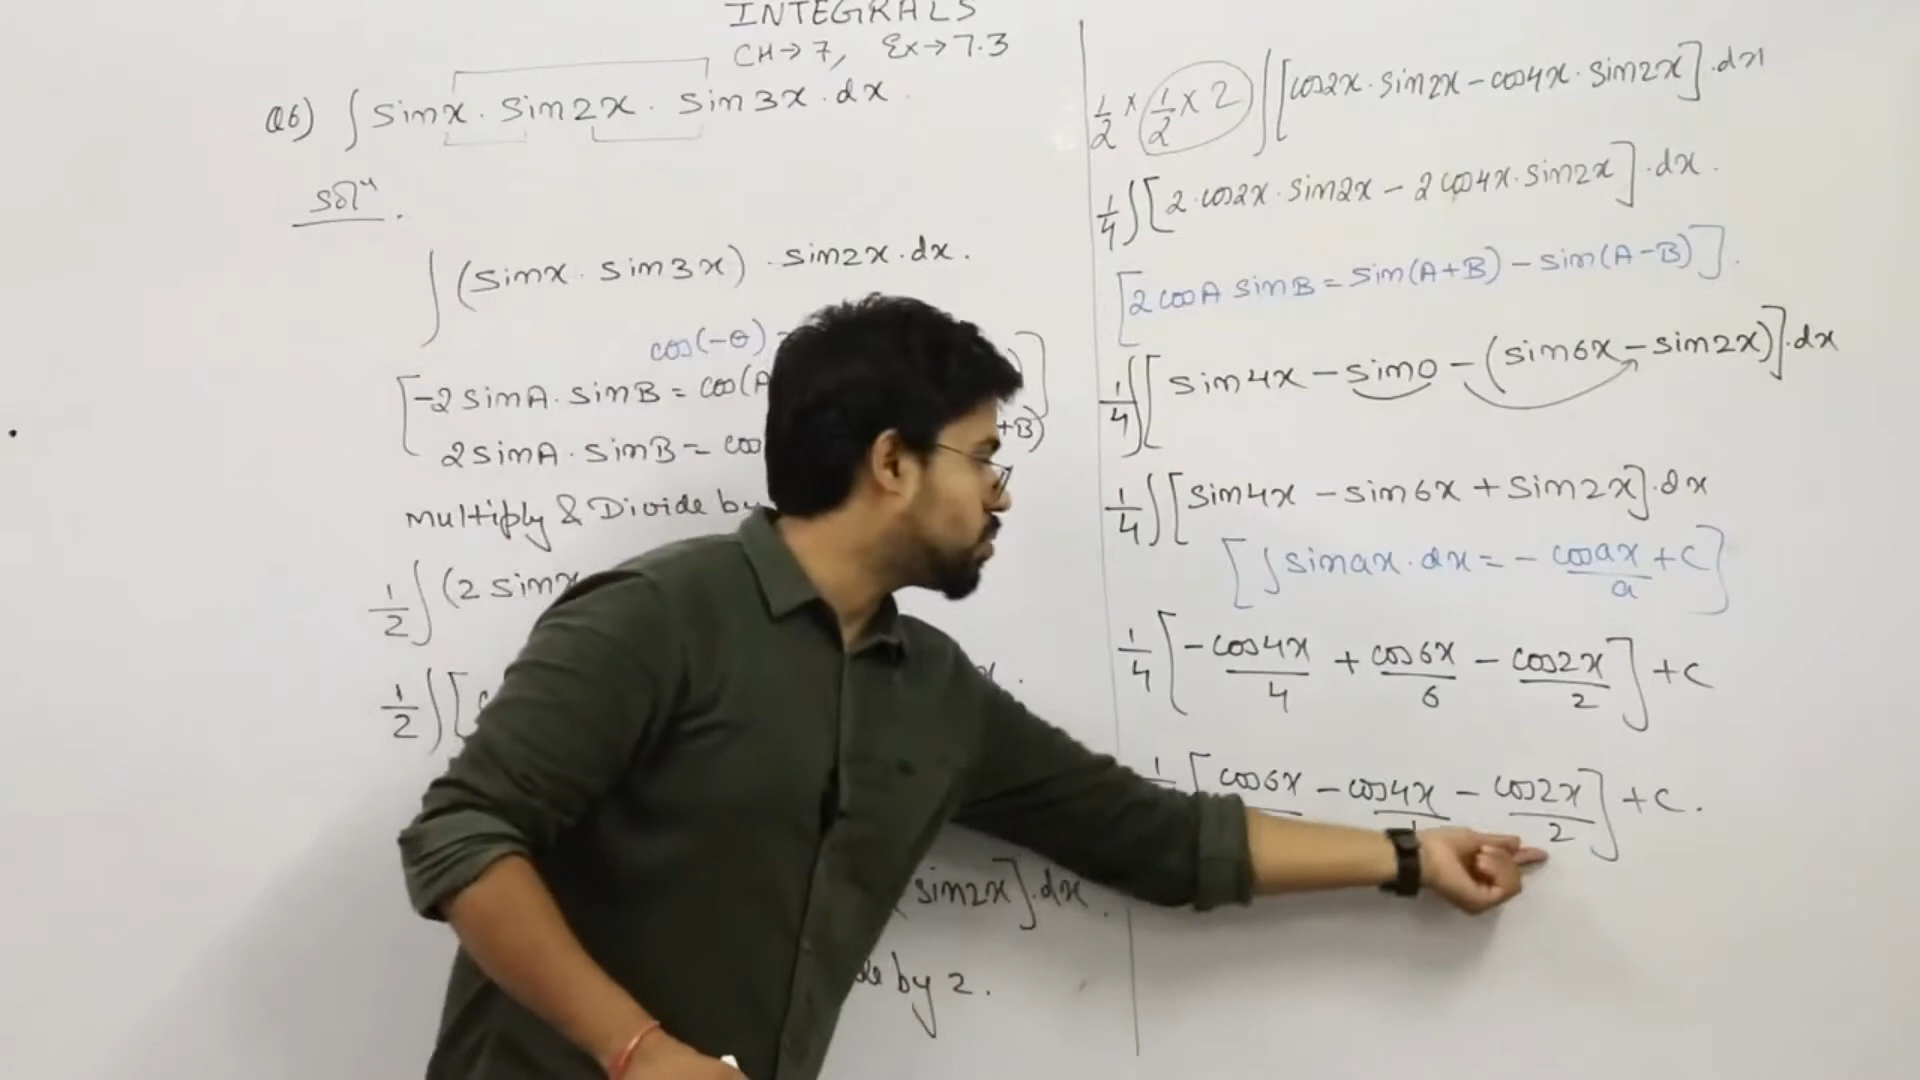 INTEGRALS
CH→7, Ex→7.3
Q6) ∫ sinx · sin2x · sin3x · dx
solⁿ.
∫ (sinx · sin3x) · sin2x · dx.
cos(-θ)
[-2 sinA · sinB = cos(A
2 sinA · sinB = cos +B)]
Multiply & Divide by
1/2 ∫ (2 sinx
1/2 ∫ [
sin2x] · dx.
by 2.
1/2 × 1/2 × 2 ∫ [cos2x · sin2x - cos4x · sin2x] · dx
1/4 ∫ [2 · cos2x · sin2x - 2 cos4x · sin2x] · dx.
[2 cosA sinB = sin(A+B) - sin(A-B)].
1/4 ∫ [sin4x - sin0 - (sin6x - sin2x)] · dx
1/4 ∫ [sin4x - sin6x + sin2x] · dx
[∫ sinax · dx = - cosax/a + C]
1/4 [-cos4x/4 + cos6x/6 - cos2x/2] + C
[cos6x - cos4x - cos2x/2] + C.